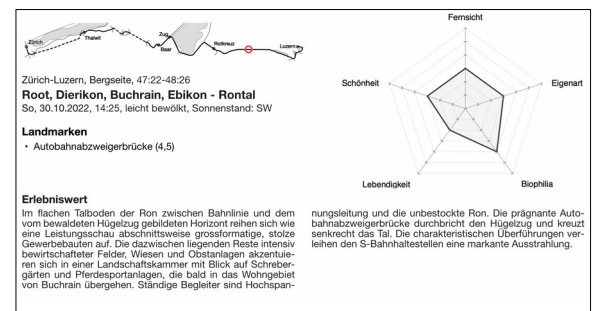 Zürich
Thalwil
Zug
Baar
Rotkreuz
Luzern
Zürich-Luzern, Bergseite, 47:22-48:26
Root, Dierikon, Buchrain, Ebikon - Rontal
So, 30.10.2022, 14:25, leicht bewölkt, Sonnenstand: SW
Landmarken
• Autobahnabzweigerbrücke (4,5)
Fernsicht
Schönheit
Eigenart
Lebendigkeit
Biophilia
Erlebniswert
Im flachen Talboden der Ron zwischen Bahnlinie und dem
vom bewaldeten Hügelzug gebildeten Horizont reihen sich wie
eine Leistungsschau abschnittsweise grossformatige, stolze
Gewerbebauten auf. Die dazwischen liegenden Reste intensiv
bewirtschafteter Felder, Wiesen und Obstanlagen akzentuie-
ren sich in einer Landschaftskammer mit Blick auf Schreber-
gärten und Pferdesportanlagen, die bald in das Wohngebiet
von Buchrain übergehen. Ständige Begleiter sind Hochspan-
nungsleitung und die unbestockte Ron. Die prägnante Auto-
bahnabzweigerbrücke durchbricht den Hügelzug und kreuzt
senkrecht das Tal. Die charakteristischen Überführungen ver-
leihen den S-Bahnhaltestellen eine markante Ausstrahlung.